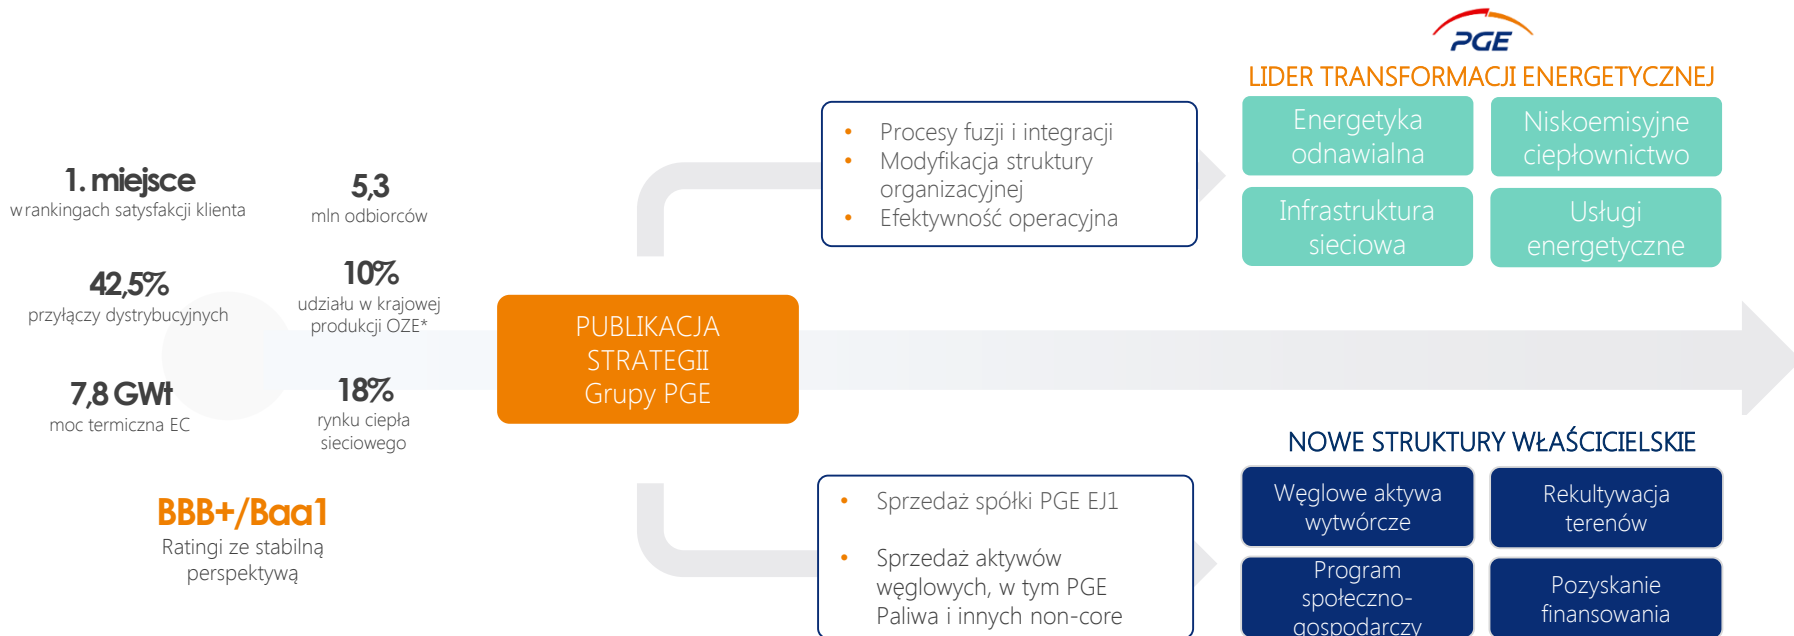 1. miejsce
w rankingach satysfakcji klienta
5,3
mln odbiorców
42,5%
przyłączy dystrybucyjnych
10%
udziału w krajowej
produkcji OZE*
7,8 GWt
moc termiczna EC
18%
rynku ciepła
sieciowego
BBB+/Baa1
Ratingi ze stabilną
perspektywą
PUBLIKACJA
STRATEGII
Grupy PGE
• Procesy fuzji i integracji
• Modyfikacja struktury
organizacyjnej
• Efektywność operacyjna
PGE
LIDER TRANSFORMACJI ENERGETYCZNEJ
Energetyka
odnawialna
Niskoemisyjne
ciepłownictwo
Infrastruktura
sieciowa
Usługi
energetyczne
• Sprzedaż spółki PGE EJ1
• Sprzedaż aktywów
węglowych, w tym PGE
Paliwa i innych non-core
NOWE STRUKTURY WŁAŚCICIELSKIE
Węglowe aktywa
wytwórcze
Rekultywacja
terenów
Program
społeczno-
gospodarczy
Pozyskanie
finansowania